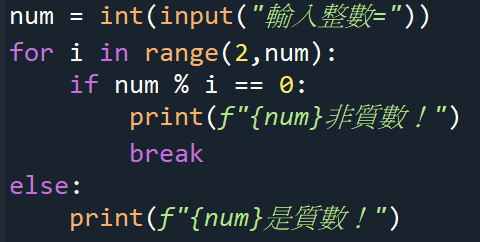 num = int(input("輸入整數="))
for i in range(2,num):
    if num % i == 0:
        print(f"{num}非質數！")
        break
else:
    print(f"{num}是質數！")